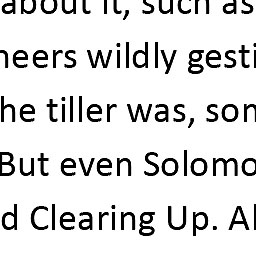 about it, such as
neers wildly gesti
he tiller was, son
But even Solomo
d Clearing Up. Al